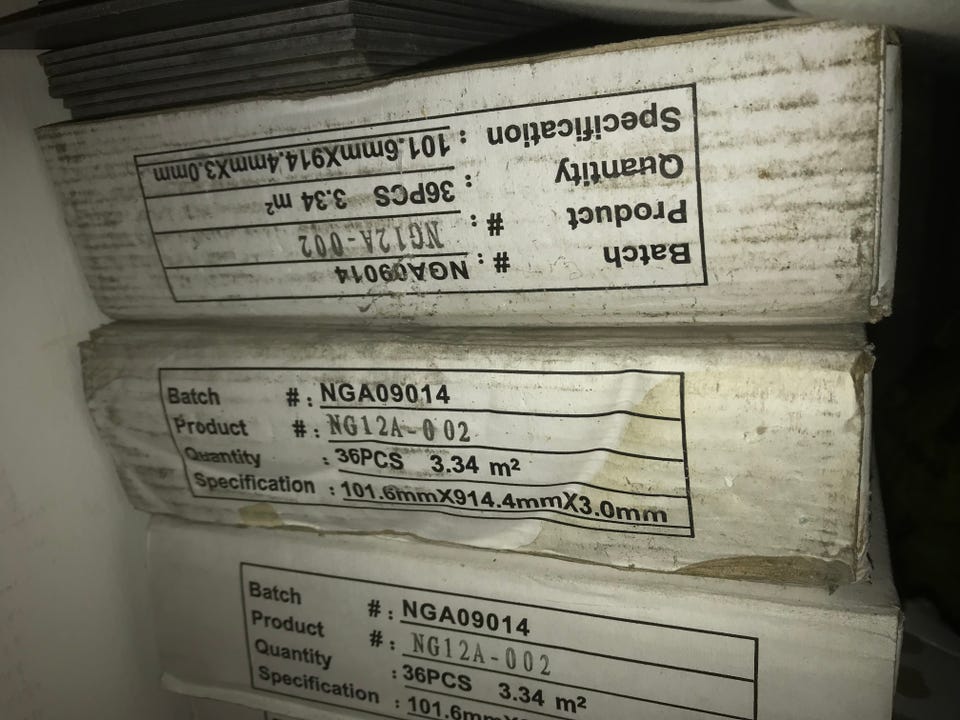 Specification : 101.6mmX914.4mmX3.0mm
Quantity : 36PCS 3.34 m²
Product #: NG12A-002
Batch #: NGA09014
Batch #: NGA09014
Product #: NG12A-002
Quantity : 36PCS 3.34 m²
Specification : 101.6mmX914.4mmX3.0mm
Batch #: NGA09014
Product #: NG12A-002
Quantity : 36PCS 3.34 m²
Specification : 101.6mm